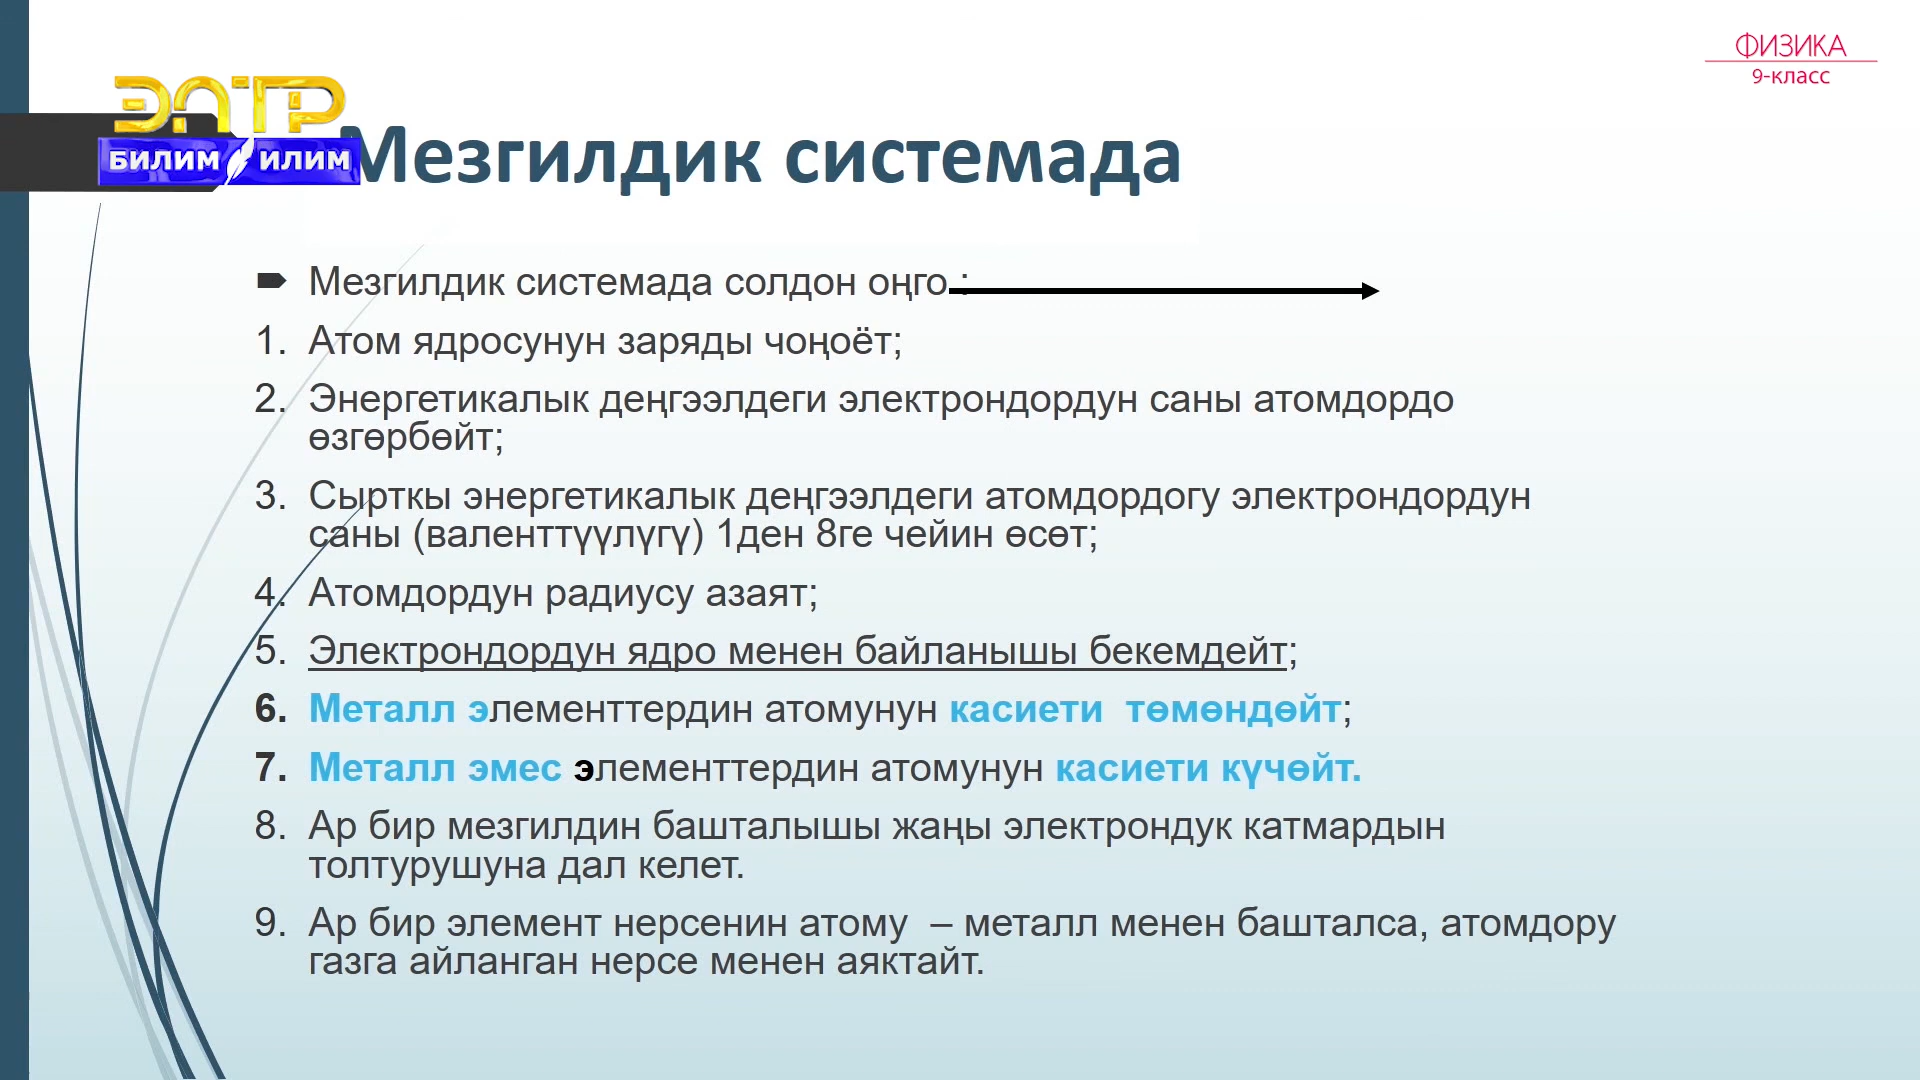 ФИЗИКА
9-класс
ЭЛТР
БИЛИМ ИЛИМ
Мезгилдик системада
Мезгилдик системада солдон оңго :
1. Атом ядросунун заряды чоңоёт;
2. Энергетикалык деңгээлдеги электрондордун саны атомдордо
өзгөрбөйт;
3. Сырткы энергетикалык деңгээлдеги атомдордогу электрондордун
саны (валенттүүлүгү) 1ден 8ге чейин өсөт;
4. Атомдордун радиусу азаят;
5. Электрондордун ядро менен байланышы бекемдейт;
6. Металл элементтердин атомунун касиети төмөндөйт;
7. Металл эмес элементтердин атомунун касиети күчөйт.
8. Ар бир мезгилдин башталышы жаңы электрондук катмардын
толтурушуна дал келет.
9. Ар бир элемент нерсенин атому – металл менен башталса, атомдору
газга айланган нерсе менен аяктайт.